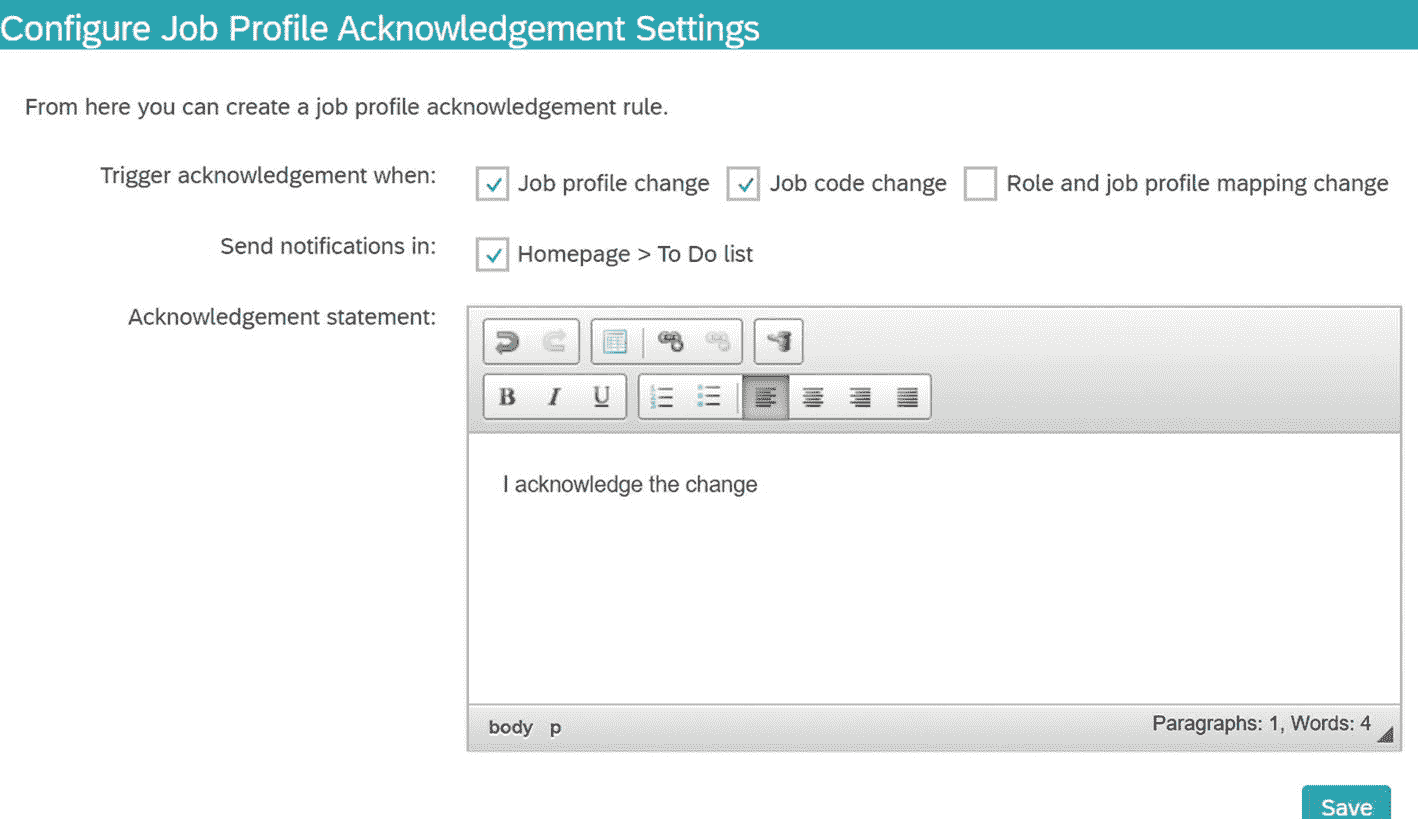 Configure Job Profile Acknowledgement Settings
From here you can create a job profile acknowledgement rule.
Trigger acknowledgement when: Job profile change Job code change Role and job profile mapping change
Send notifications in: Homepage > To Do list
Acknowledgement statement:
B I U
I acknowledge the change
body p Paragraphs: 1, Words: 4
Save